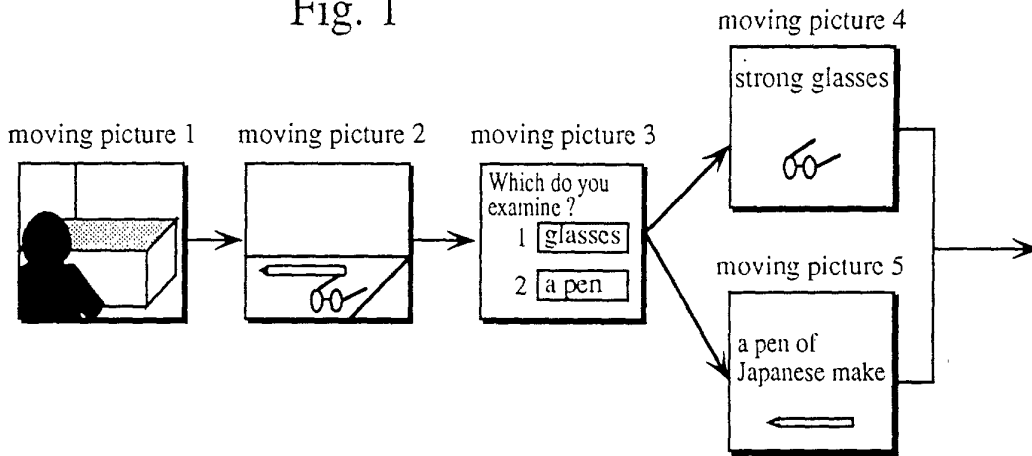 Fig. 1
moving picture 1
moving picture 2
moving picture 3
Which do you
examine ?
1 glasses
2 a pen
moving picture 4
strong glasses
moving picture 5
a pen of
Japanese make